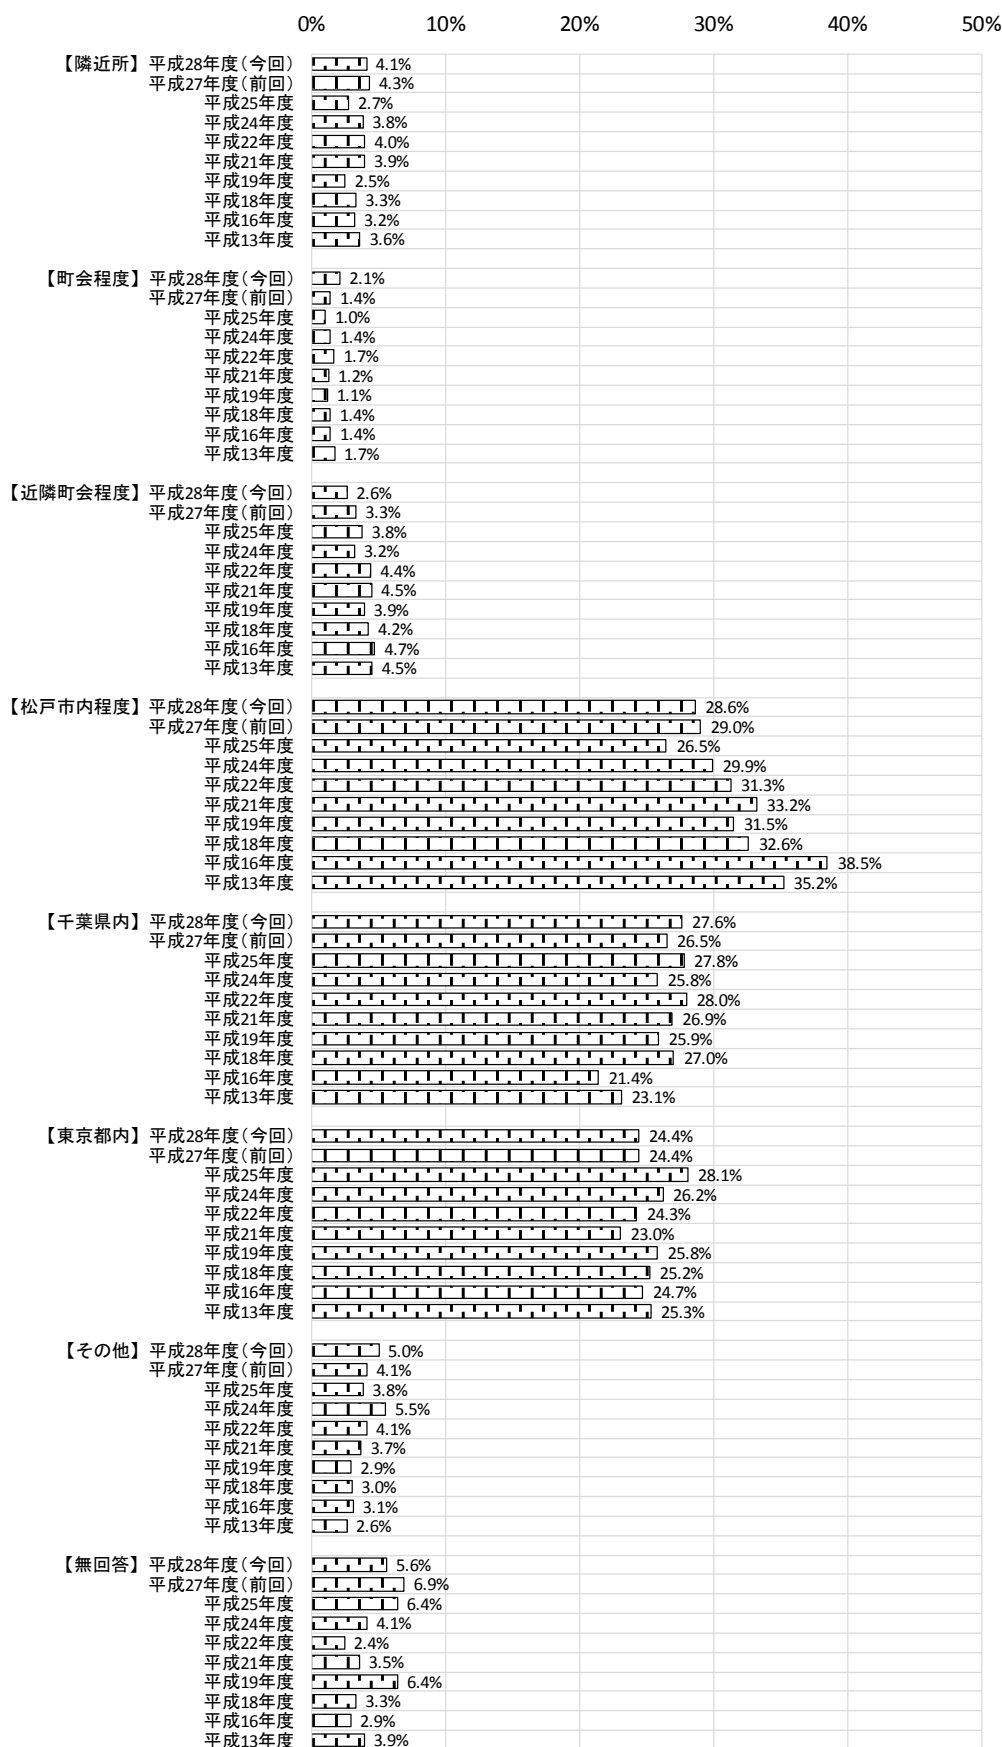 0% 10% 20% 30% 40% 50%
【隣近所】平成28年度(今回) 4.1%
平成27年度(前回) 4.3%
平成25年度 2.7%
平成24年度 3.8%
平成22年度 4.0%
平成21年度 3.9%
平成19年度 2.5%
平成18年度 3.3%
平成16年度 3.2%
平成13年度 3.6%
【町会程度】平成28年度(今回) 2.1%
平成27年度(前回) 1.4%
平成25年度 1.0%
平成24年度 1.4%
平成22年度 1.7%
平成21年度 1.2%
平成19年度 1.1%
平成18年度 1.4%
平成16年度 1.4%
平成13年度 1.7%
【近隣町会程度】平成28年度(今回) 2.6%
平成27年度(前回) 3.3%
平成25年度 3.8%
平成24年度 3.2%
平成22年度 4.4%
平成21年度 4.5%
平成19年度 3.9%
平成18年度 4.2%
平成16年度 4.7%
平成13年度 4.5%
【松戸市内程度】平成28年度(今回) 28.6%
平成27年度(前回) 29.0%
平成25年度 26.5%
平成24年度 29.9%
平成22年度 31.3%
平成21年度 33.2%
平成19年度 31.5%
平成18年度 32.6%
平成16年度 38.5%
平成13年度 35.2%
【千葉県内】平成28年度(今回) 27.6%
平成27年度(前回) 26.5%
平成25年度 27.8%
平成24年度 25.8%
平成22年度 28.0%
平成21年度 26.9%
平成19年度 25.9%
平成18年度 27.0%
平成16年度 21.4%
平成13年度 23.1%
【東京都内】平成28年度(今回) 24.4%
平成27年度(前回) 24.4%
平成25年度 28.1%
平成24年度 26.2%
平成22年度 24.3%
平成21年度 23.0%
平成19年度 25.8%
平成18年度 25.2%
平成16年度 24.7%
平成13年度 25.3%
【その他】平成28年度(今回) 5.0%
平成27年度(前回) 4.1%
平成25年度 3.8%
平成24年度 5.5%
平成22年度 4.1%
平成21年度 3.7%
平成19年度 2.9%
平成18年度 3.0%
平成16年度 3.1%
平成13年度 2.6%
【無回答】平成28年度(今回) 5.6%
平成27年度(前回) 6.9%
平成25年度 6.4%
平成24年度 4.1%
平成22年度 2.4%
平成21年度 3.5%
平成19年度 6.4%
平成18年度 3.3%
平成16年度 2.9%
平成13年度 3.9%